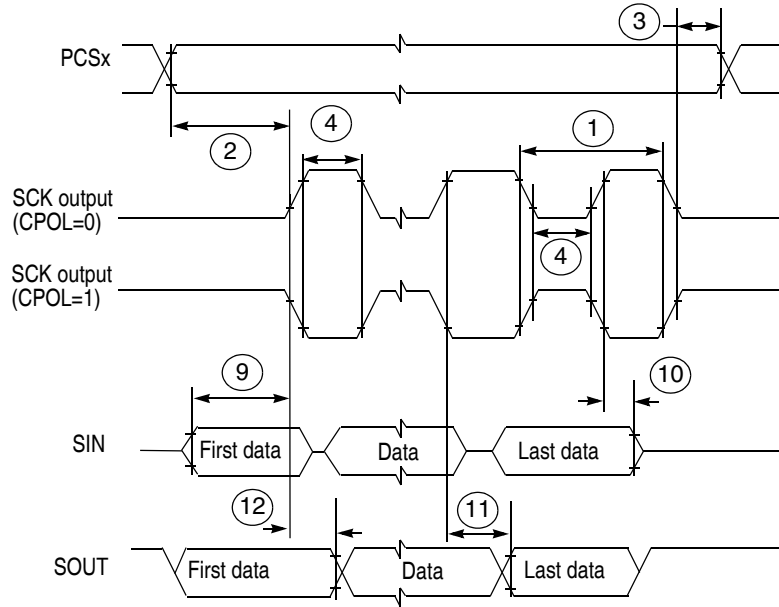 3
PCSx
2
4
1
SCK output
(CPOL=0)
4
SCK output
(CPOL=1)
9
10
SIN
First data
Data
Last data
12
11
SOUT
First data
Data
Last data